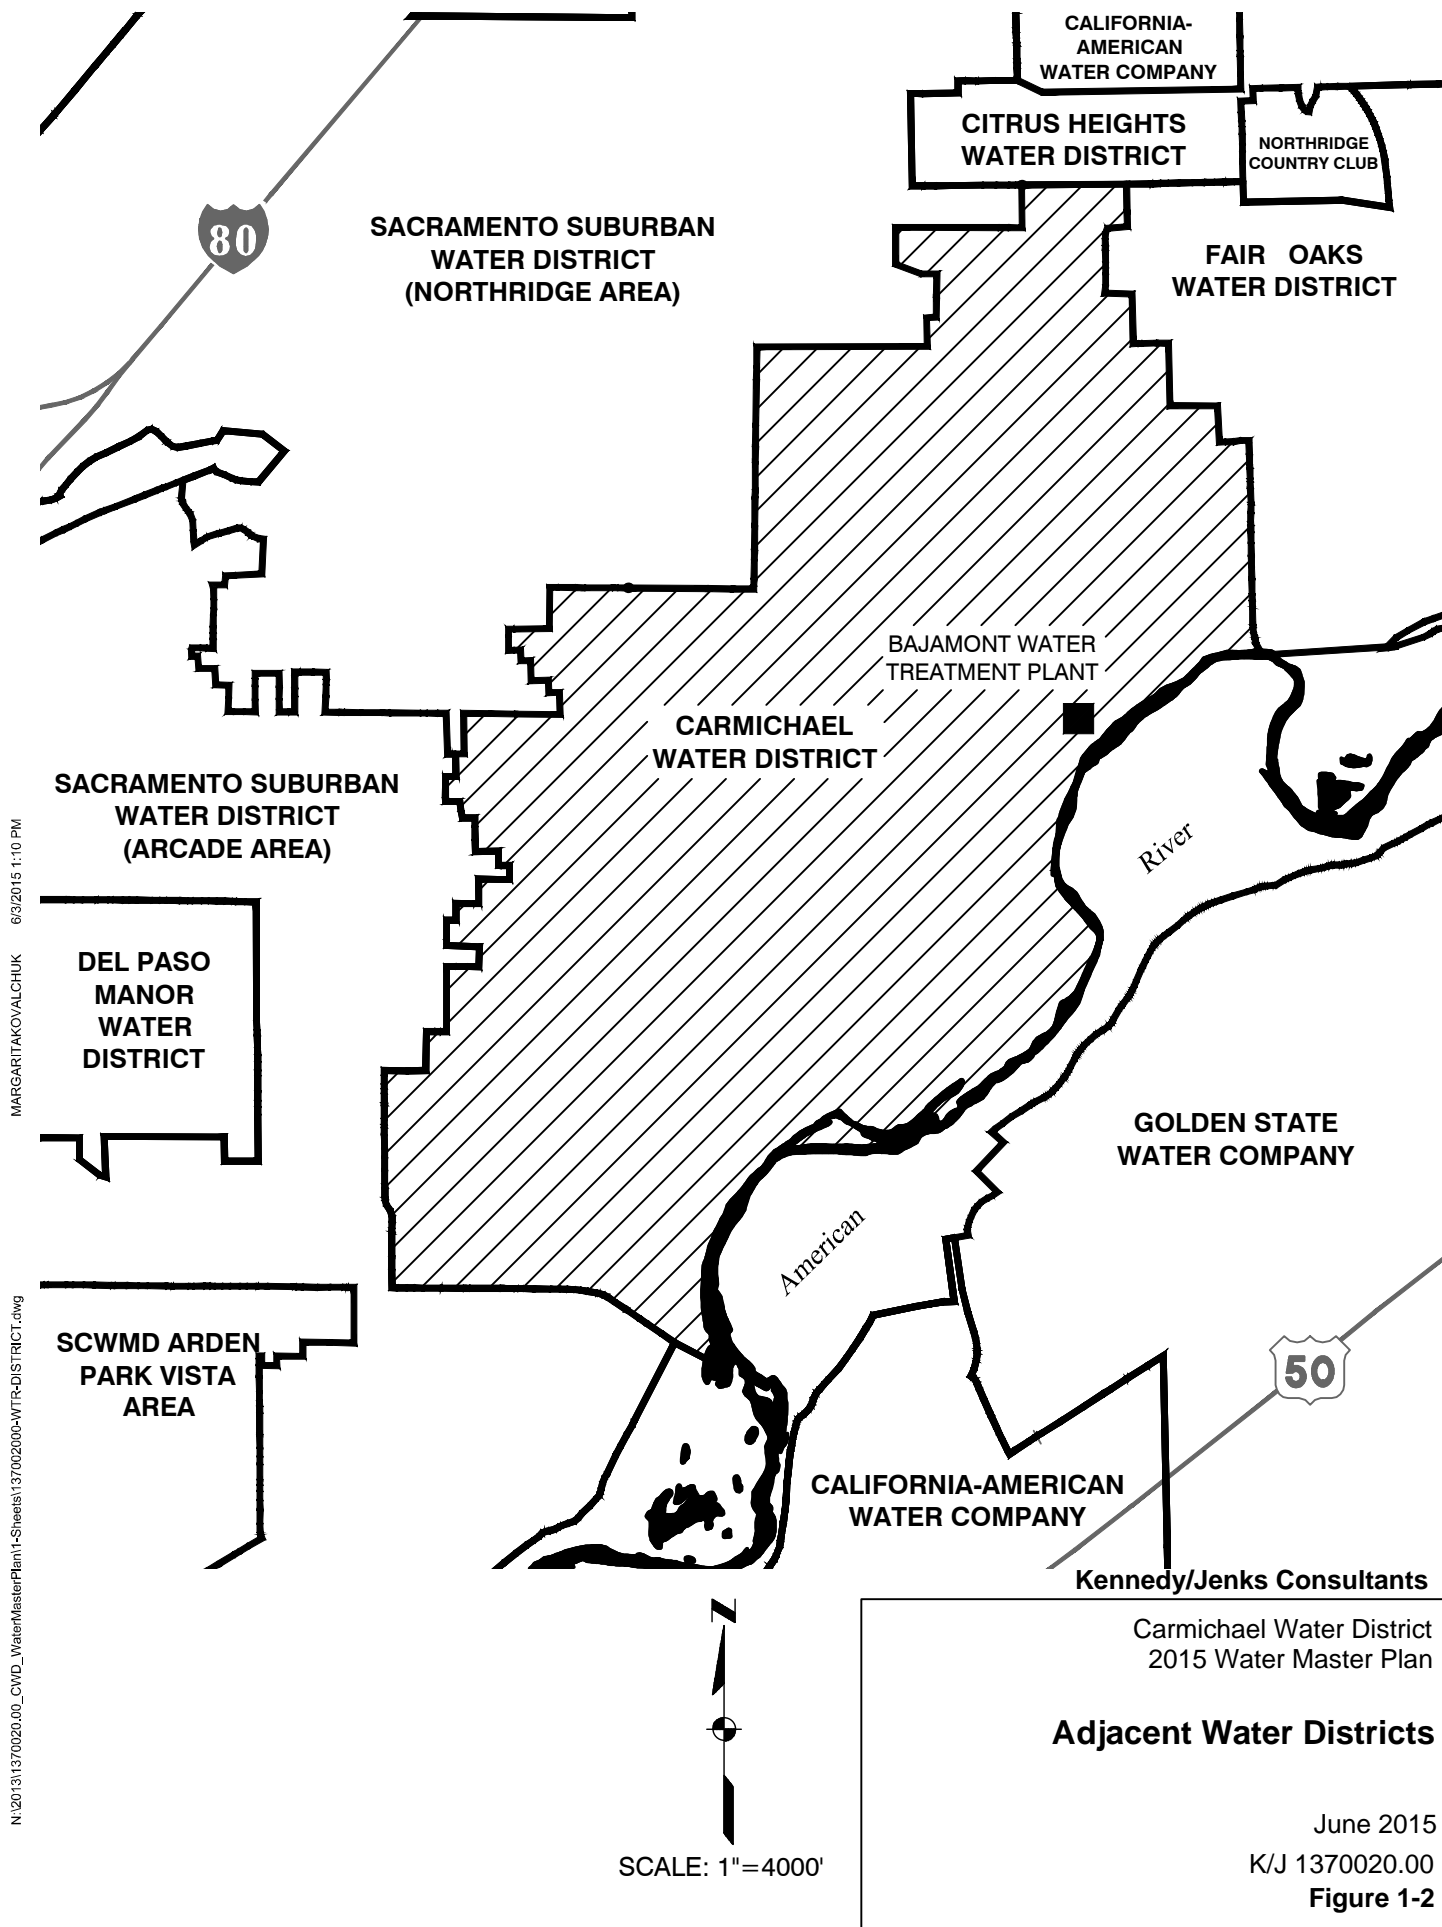 CALIFORNIA-
AMERICAN
WATER COMPANY
CITRUS HEIGHTS
WATER DISTRICT
NORTHRIDGE
COUNTRY CLUB
80
SACRAMENTO SUBURBAN
WATER DISTRICT
(NORTHRIDGE AREA)
FAIR OAKS
WATER DISTRICT
BAJAMONT WATER
TREATMENT PLANT
CARMICHAEL
WATER DISTRICT
SACRAMENTO SUBURBAN
WATER DISTRICT
(ARCADE AREA)
River
DEL PASO
MANOR
WATER
DISTRICT
GOLDEN STATE
WATER COMPANY
American
SCWMD ARDEN
PARK VISTA
AREA
50
CALIFORNIA-AMERICAN
WATER COMPANY
N:\2013\1370020.00_CWD_WaterMasterPlan\1-Sheets\137002000-WTR-DISTRICT.dwg MARGARITAKOVALCHUK 6/3/2015 1:10 PM
N
SCALE: 1"=4000'
Kennedy/Jenks Consultants
Carmichael Water District
2015 Water Master Plan
Adjacent Water Districts
June 2015
K/J 1370020.00
Figure 1-2